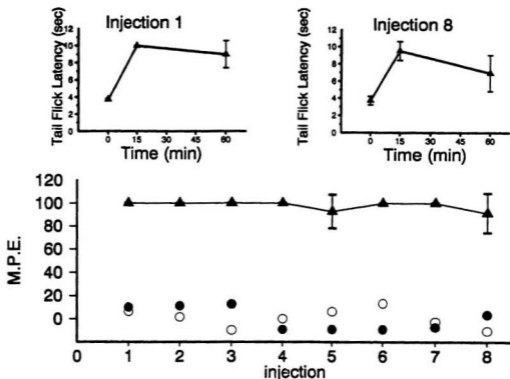 Injection 1
Tail Flick Latency (sec)
12
10
8
6
4
2
0
0 15 30 45 60
Time (min)
Injection 8
Tail Flick Latency (sec)
12
10
8
6
4
2
0
0 15 30 45 60
Time (min)
M.P.E.
120
100
80
60
40
20
0
1 2 3 4 5 6 7 8
injection